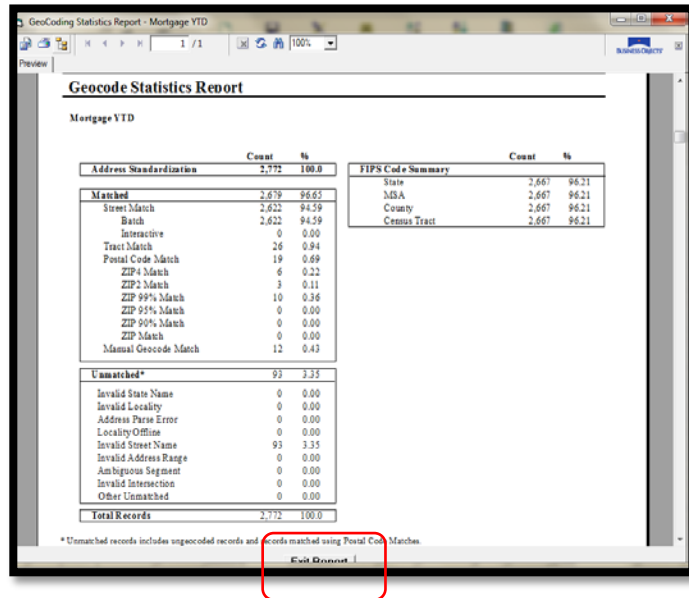 GeoCoding Statistics Report - Mortgage YTD
1 /1 100%
BUSINESS OBJECTS
Preview
Geocode Statistics Report
Mortgage YTD
Count %
Address Standardization 2,772 100.0
Matched 2,679 96.65
Street Match 2,622 94.59
Batch 2,622 94.59
Interactive 0 0.00
Tract Match 26 0.94
Postal Code Match 19 0.69
ZIP4 Match 6 0.22
ZIP2 Match 3 0.11
ZIP 99% Match 10 0.36
ZIP 95% Match 0 0.00
ZIP 90% Match 0 0.00
ZIP Match 0 0.00
Manual Geocode Match 12 0.43
Unmatched* 93 3.35
Invalid State Name 0 0.00
Invalid Locality 0 0.00
Address Parse Error 0 0.00
Locality Offline 0 0.00
Invalid Street Name 93 3.35
Invalid Address Range 0 0.00
Ambiguous Segment 0 0.00
Invalid Intersection 0 0.00
Other Unmatched 0 0.00
Total Records 2,772 100.0
Count %
FIPS Code Summary
State 2,667 96.21
MSA 2,667 96.21
County 2,667 96.21
Census Tract 2,667 96.21
* Unmatched records includes ungeocoded records and records matched using Postal Code Matches.
Exit Report